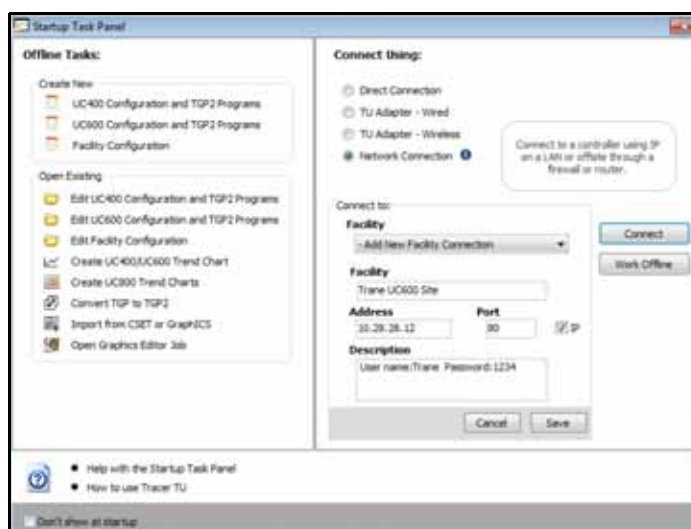 Startup Task Panel
Offline Tasks:
Create New
UC400 Configuration and TGP2 Programs
UC600 Configuration and TGP2 Programs
Facility Configuration
Open Existing
Edit UC400 Configuration and TGP2 Programs
Edit UC600 Configuration and TGP2 Programs
Edit Facility Configuration
Create UC400/UC600 Trend Chart
Create UC800 Trend Charts
Convert TGP to TGP2
Import from CSET or GraphICS
Open Graphics Editor Job
Connect Using:
Direct Connection
TU Adapter - Wired
TU Adapter - Wireless
Network Connection
Connect to a controller using IP
on a LAN or offsite through a
firewall or router.
Connect to:
Facility
- Add New Facility Connection
Facility
Trane UC600 Site
Address Port
10.28.28.12 80 IP
Description
User name:Trane Password:1234
Cancel Save
Connect
Work Offline
Help with the Startup Task Panel
How to use Tracer TU
Don't show at startup